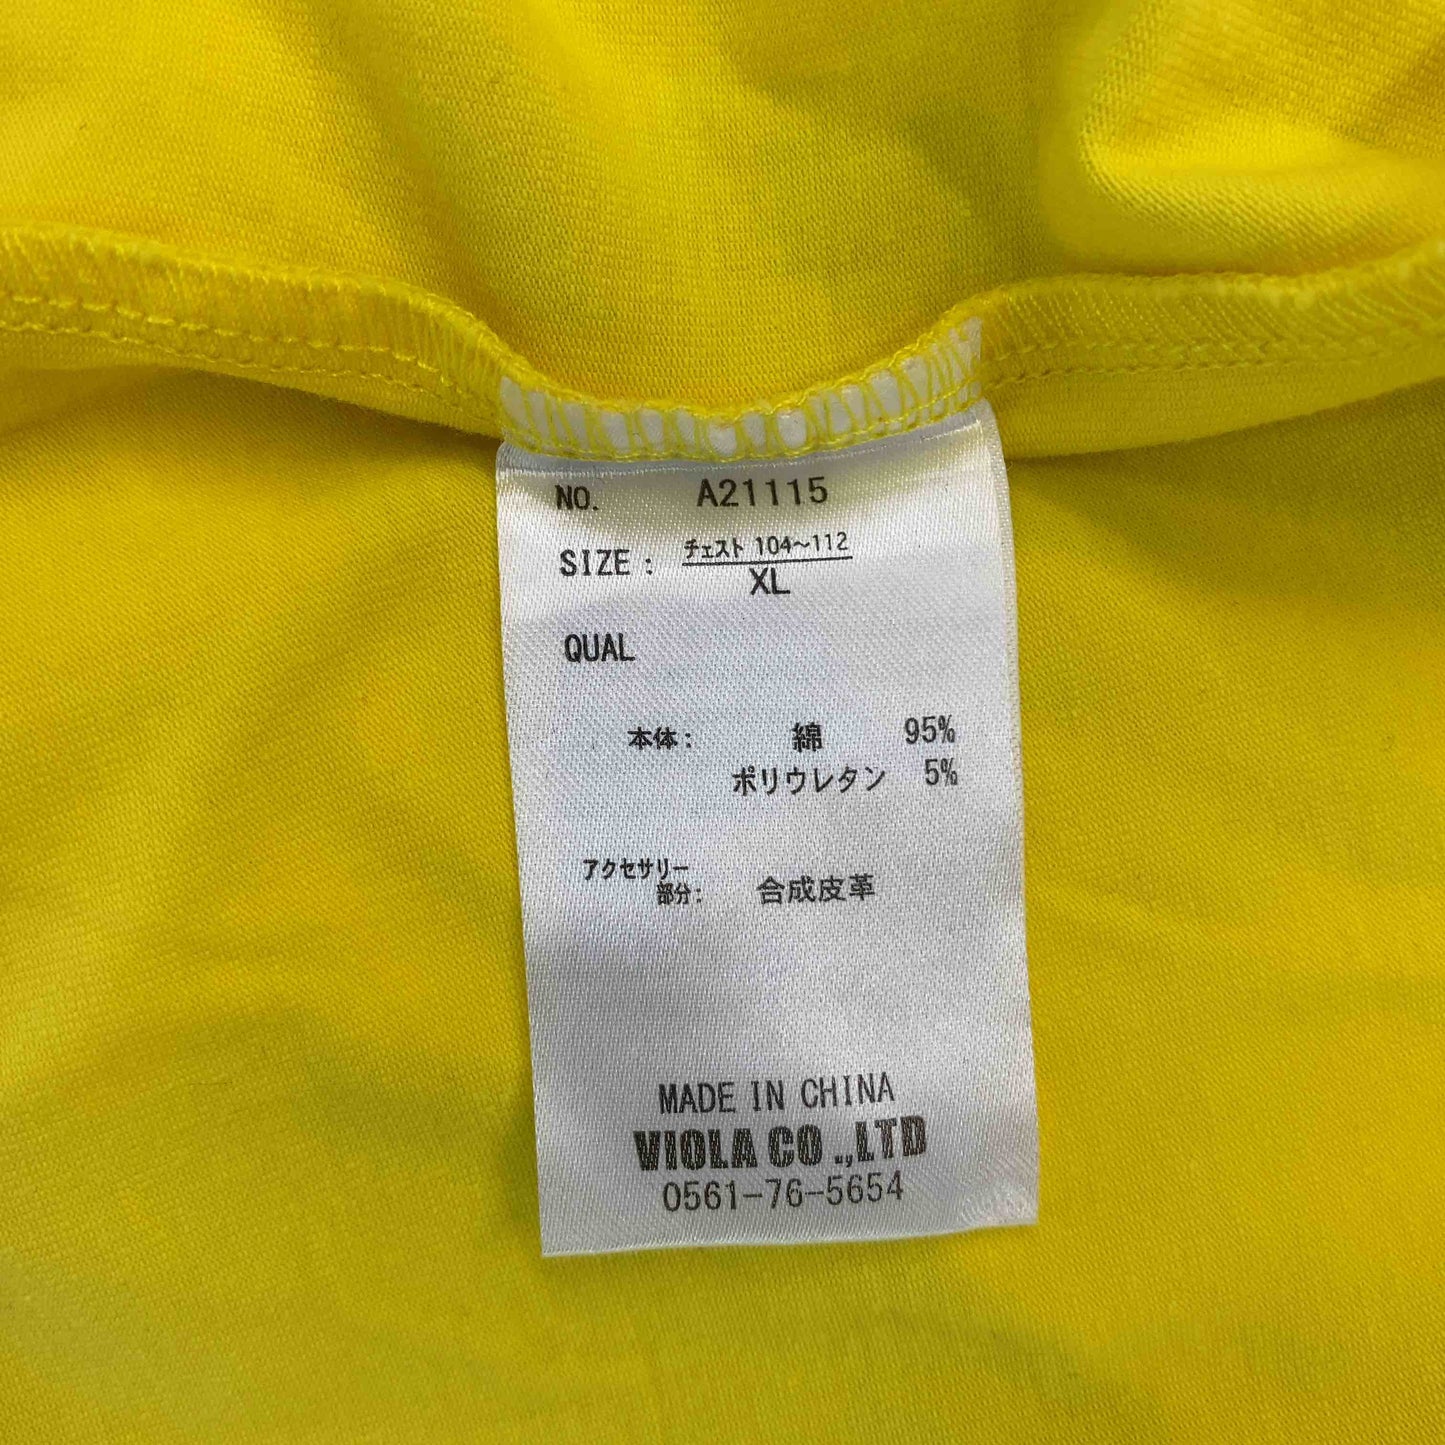 NO. A21115
SIZE : チェスト 104~112
XL
QUAL
本体: 綿 95%
ポリウレタン 5%
アクセサリー
部分: 合成皮革
MADE IN CHINA
VIOLA CO .,LTD
0561-76-5654